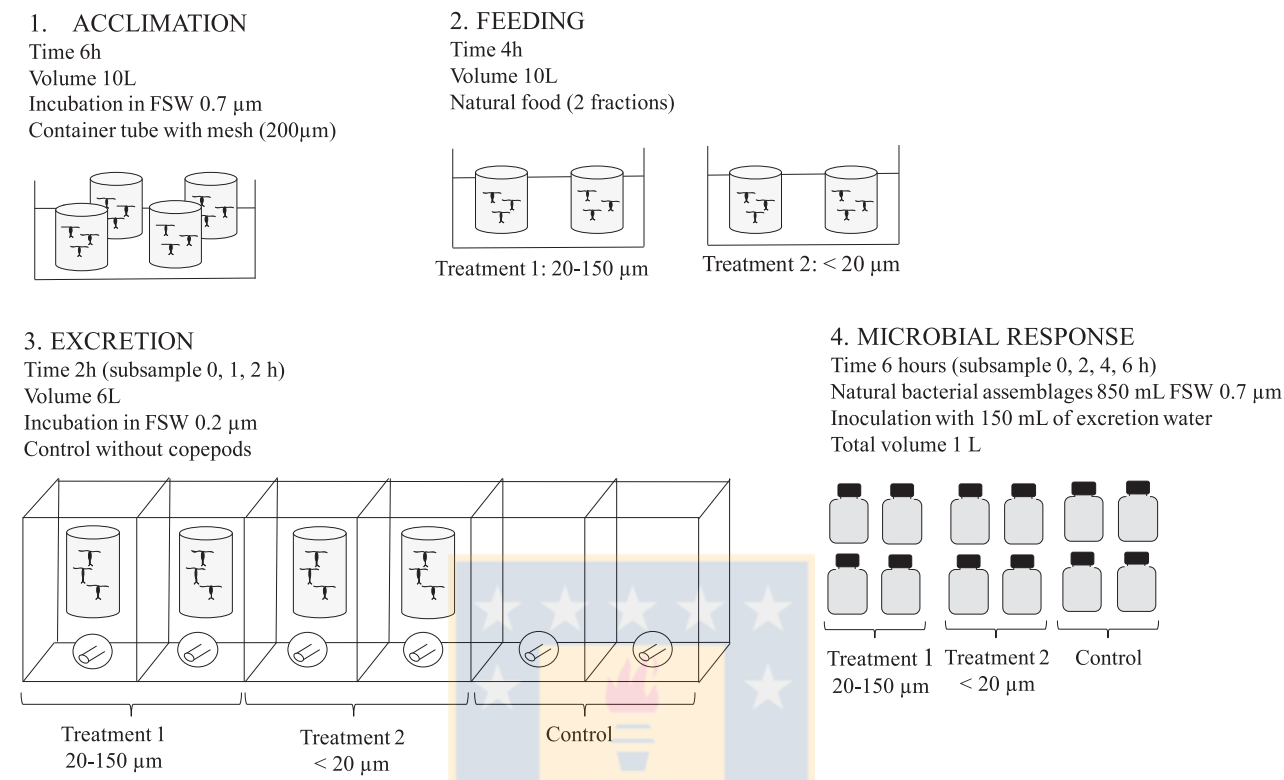 1. ACCLIMATION
Time 6h
Volume 10L
Incubation in FSW 0.7 µm
Container tube with mesh (200µm)
2. FEEDING
Time 4h
Volume 10L
Natural food (2 fractions)
Treatment 1: 20-150 µm
Treatment 2: < 20 µm
3. EXCRETION
Time 2h (subsample 0, 1, 2 h)
Volume 6L
Incubation in FSW 0.2 µm
Control without copepods
Treatment 1
20-150 µm
Treatment 2
< 20 µm
Control
4. MICROBIAL RESPONSE
Time 6 hours (subsample 0, 2, 4, 6 h)
Natural bacterial assemblages 850 mL FSW 0.7 µm
Inoculation with 150 mL of excretion water
Total volume 1 L
Treatment 1
20-150 µm
Treatment 2
< 20 µm
Control